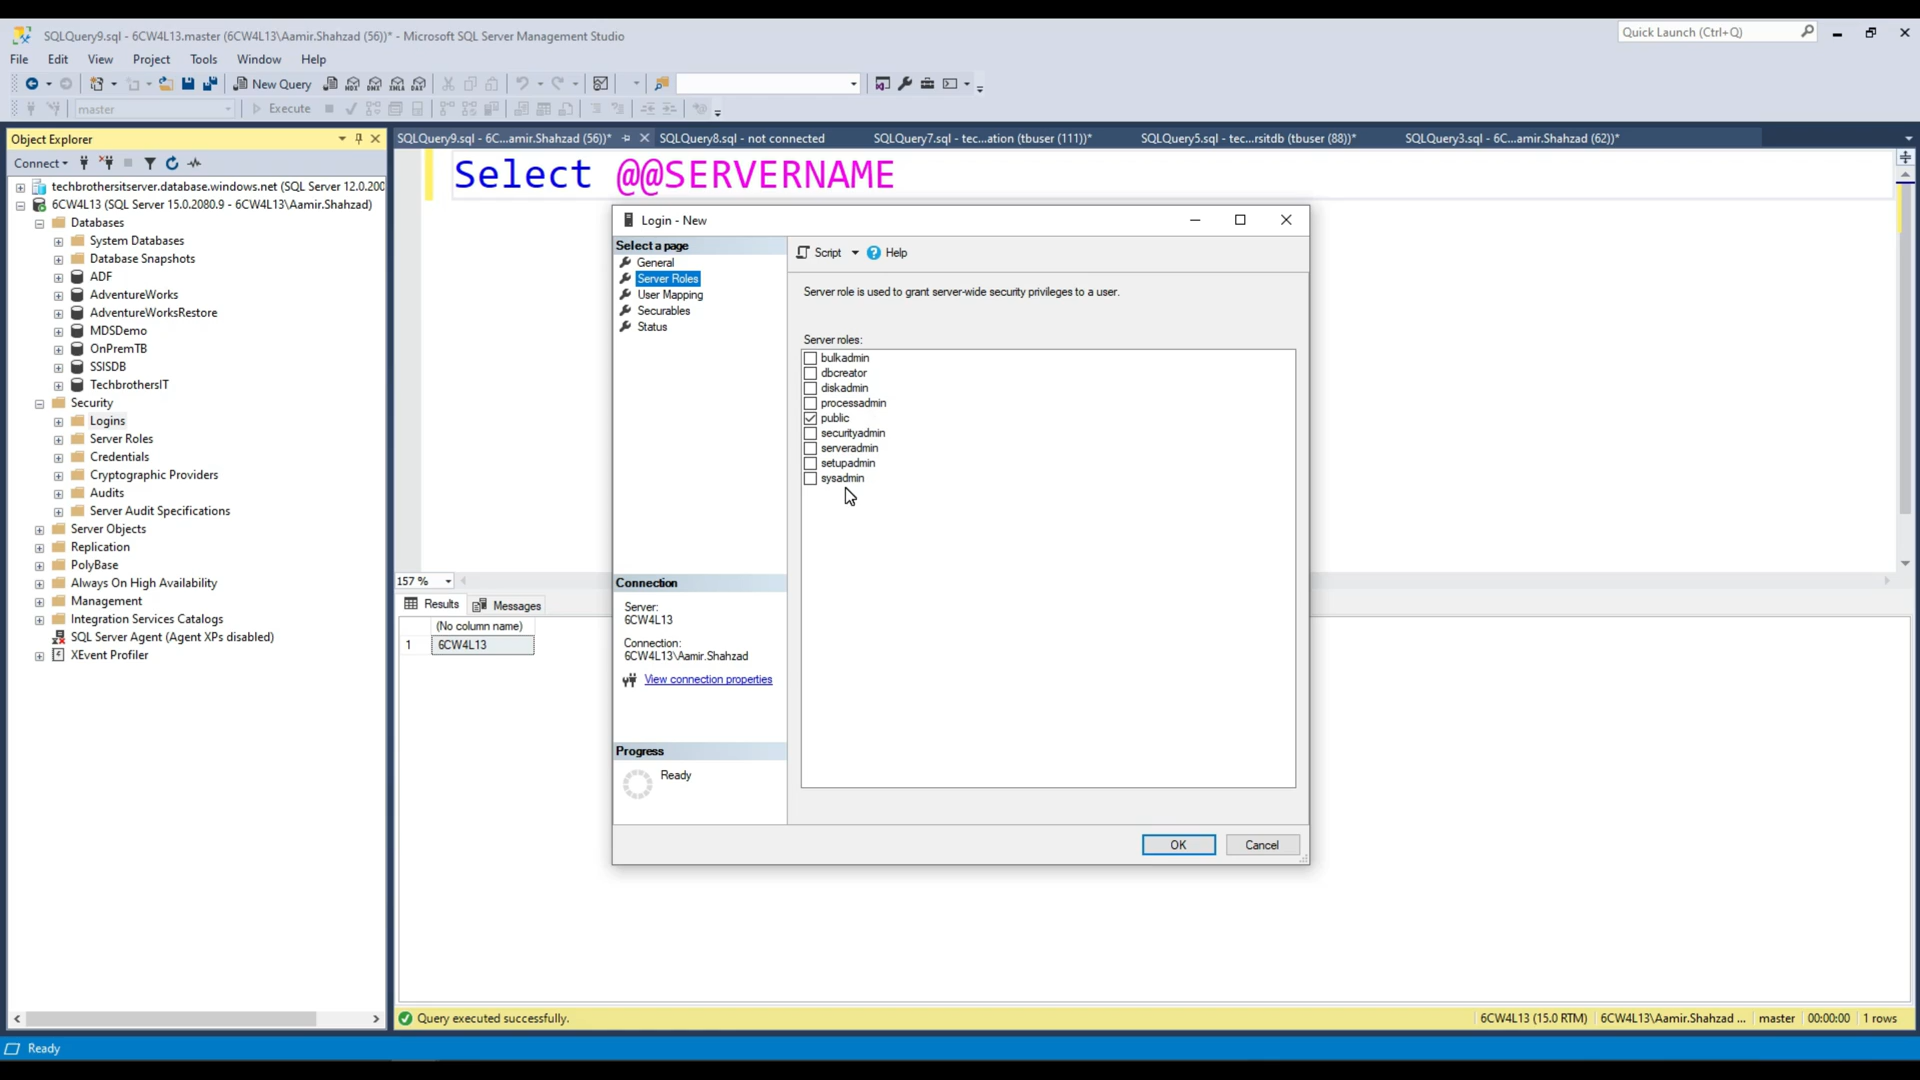 SQLQuery9.sql - 6CW4L13.master (6CW4L13\Aamir.Shahzad (56))* - Microsoft SQL Server Management Studio
Quick Launch (Ctrl+Q)
File Edit View Project Tools Window Help
New Query
master
Execute
Object Explorer
Connect
techbrothersitserver.database.windows.net (SQL Server 12.0.200
6CW4L13 (SQL Server 15.0.2080.9 - 6CW4L13\Aamir.Shahzad)
Databases
System Databases
Database Snapshots
ADF
AdventureWorks
AdventureWorksRestore
MDSDemo
OnPremTB
SSISDB
TechbrothersIT
Security
Logins
Server Roles
Credentials
Cryptographic Providers
Audits
Server Audit Specifications
Server Objects
Replication
PolyBase
Always On High Availability
Management
Integration Services Catalogs
SQL Server Agent (Agent XPs disabled)
XEvent Profiler
SQLQuery9.sql - 6C...amir.Shahzad (56))*
SQLQuery8.sql - not connected
SQLQuery7.sql - tec...ation (tbuser (111))*
SQLQuery5.sql - tec...rsitdb (tbuser (88))*
SQLQuery3.sql - 6C...amir.Shahzad (62))*
Select @@SERVERNAME
Login - New
Select a page
General
Server Roles
User Mapping
Securables
Status
Script
Help
Server role is used to grant server-wide security privileges to a user.
Server roles:
bulkadmin
dbcreator
diskadmin
processadmin
public
securityadmin
serveradmin
setupadmin
sysadmin
Connection
Server:
6CW4L13
Connection:
6CW4L13\Aamir.Shahzad
View connection properties
Progress
Ready
OK
Cancel
157 %
Results
Messages
(No column name)
1
6CW4L13
Query executed successfully.
6CW4L13 (15.0 RTM)
6CW4L13\Aamir.Shahzad ...
master
00:00:00
1 rows
Ready